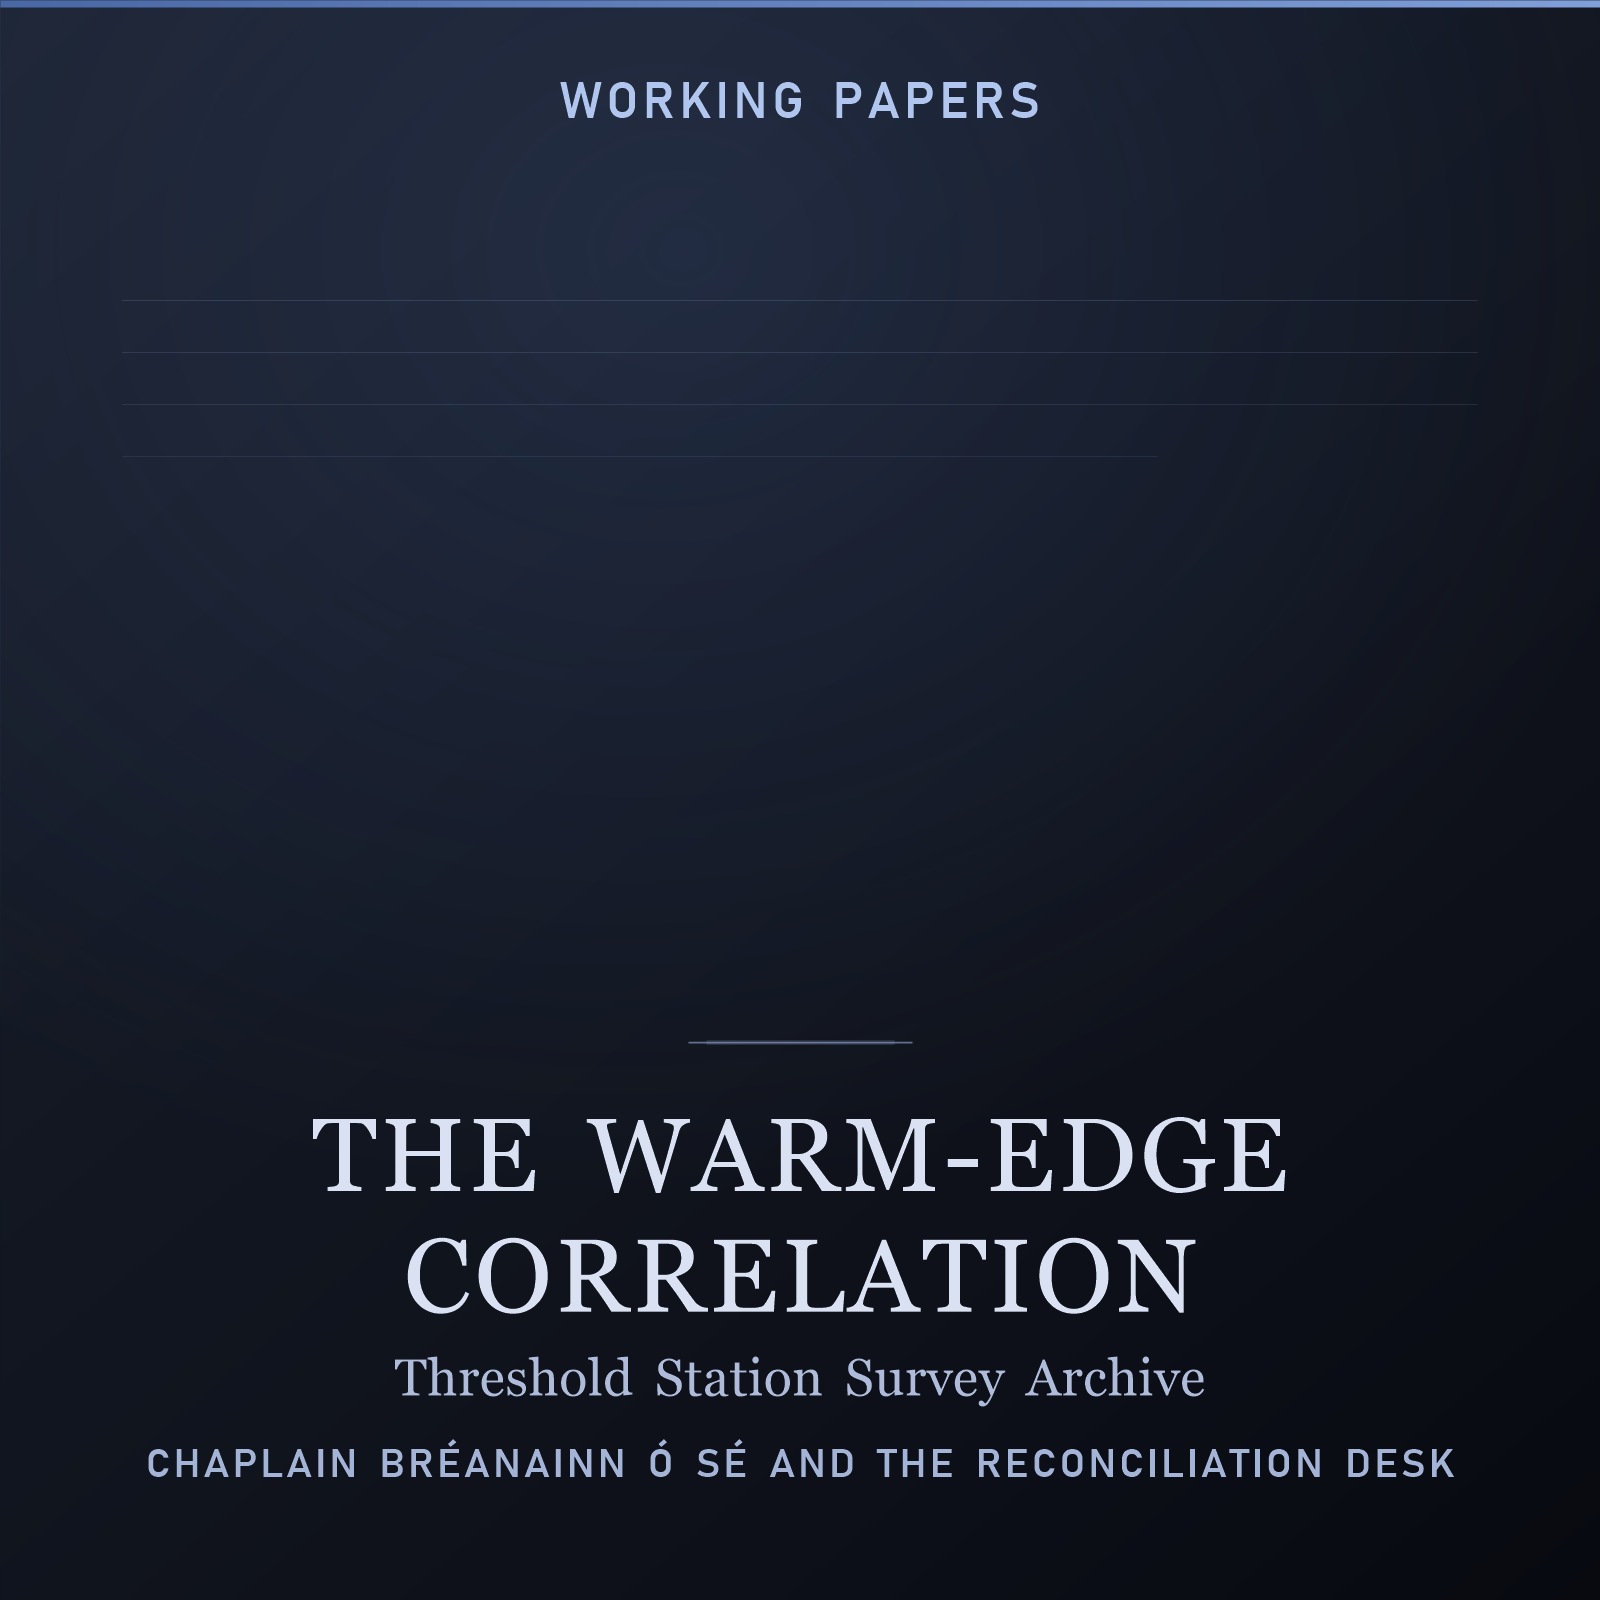 WORKING PAPERS
THE WARM-EDGE
CORRELATION
Threshold Station Survey Archive
CHAPLAIN BRÉANAINN Ó SÉ AND THE RECONCILIATION DESK